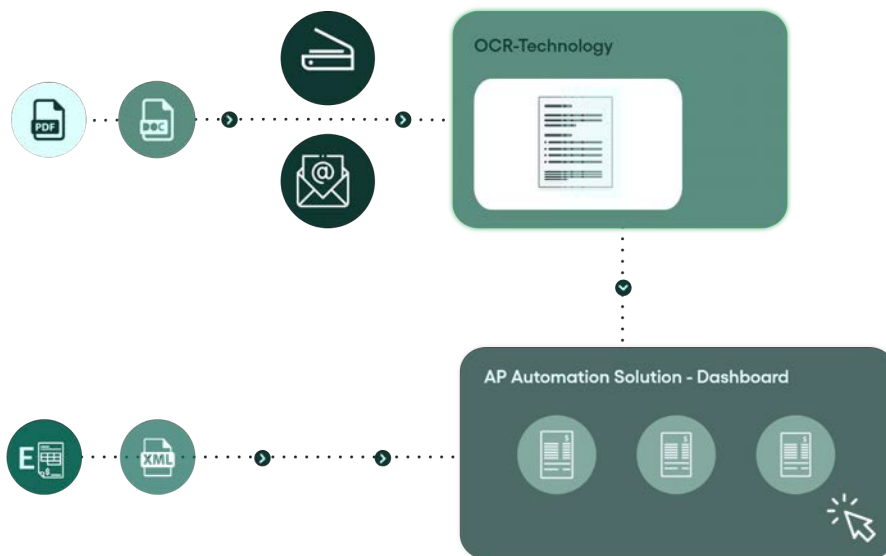 OCR-Technology
PDF
DOC
@
AP Automation Solution - Dashboard
$
$
$
E
XML